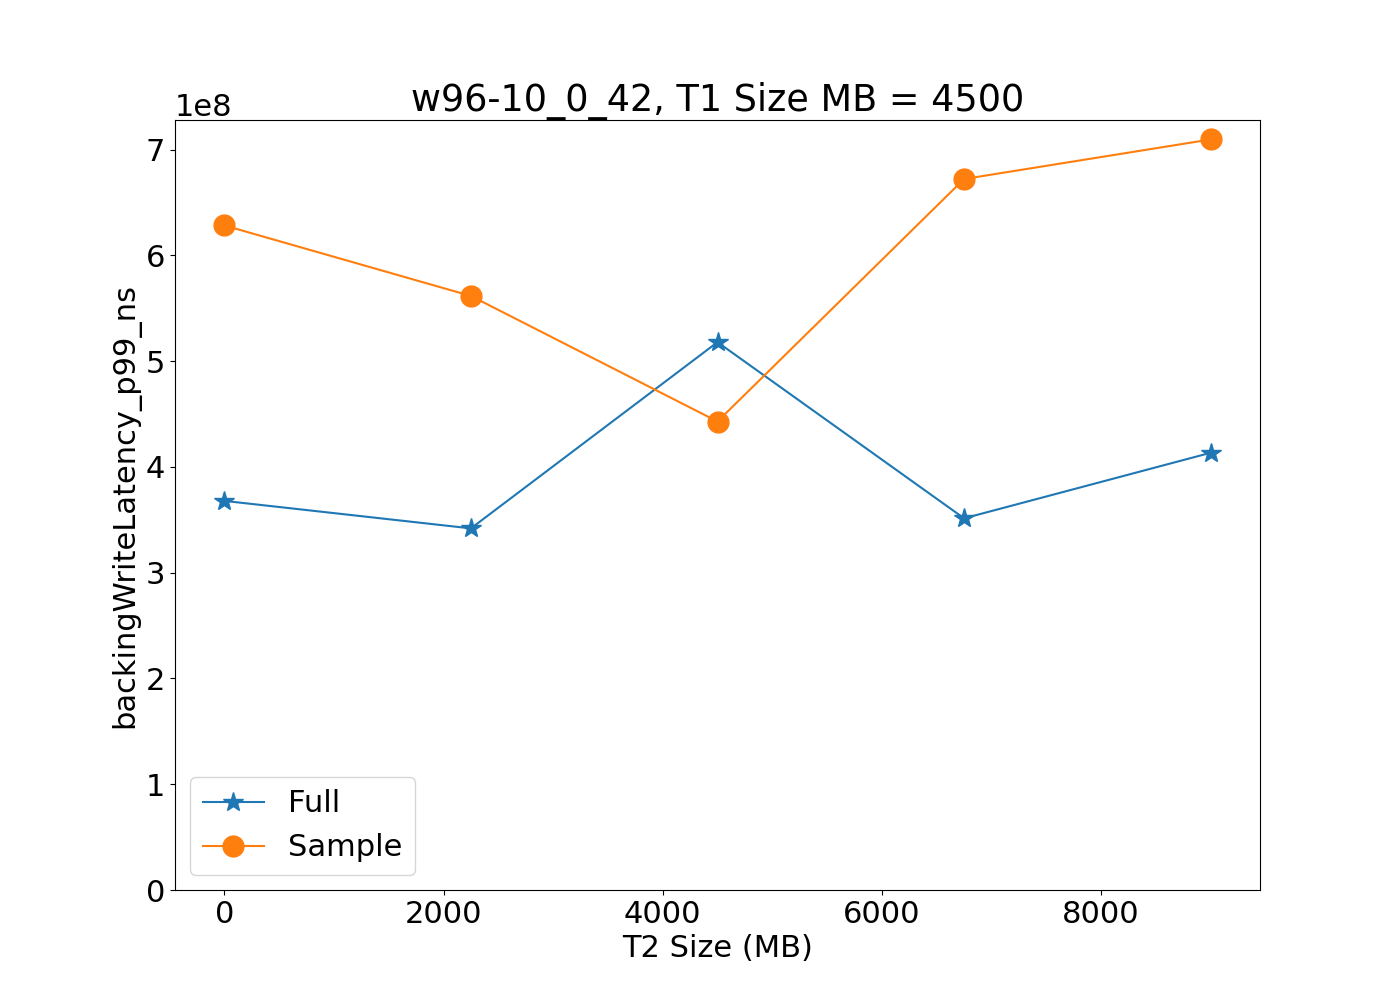 w96-10_0_42, T1 Size MB = 4500
1e8
7
6
5
4
3
2
1
0
backingWriteLatency_p99_ns
Full
Sample
0 2000 4000 6000 8000
T2 Size (MB)